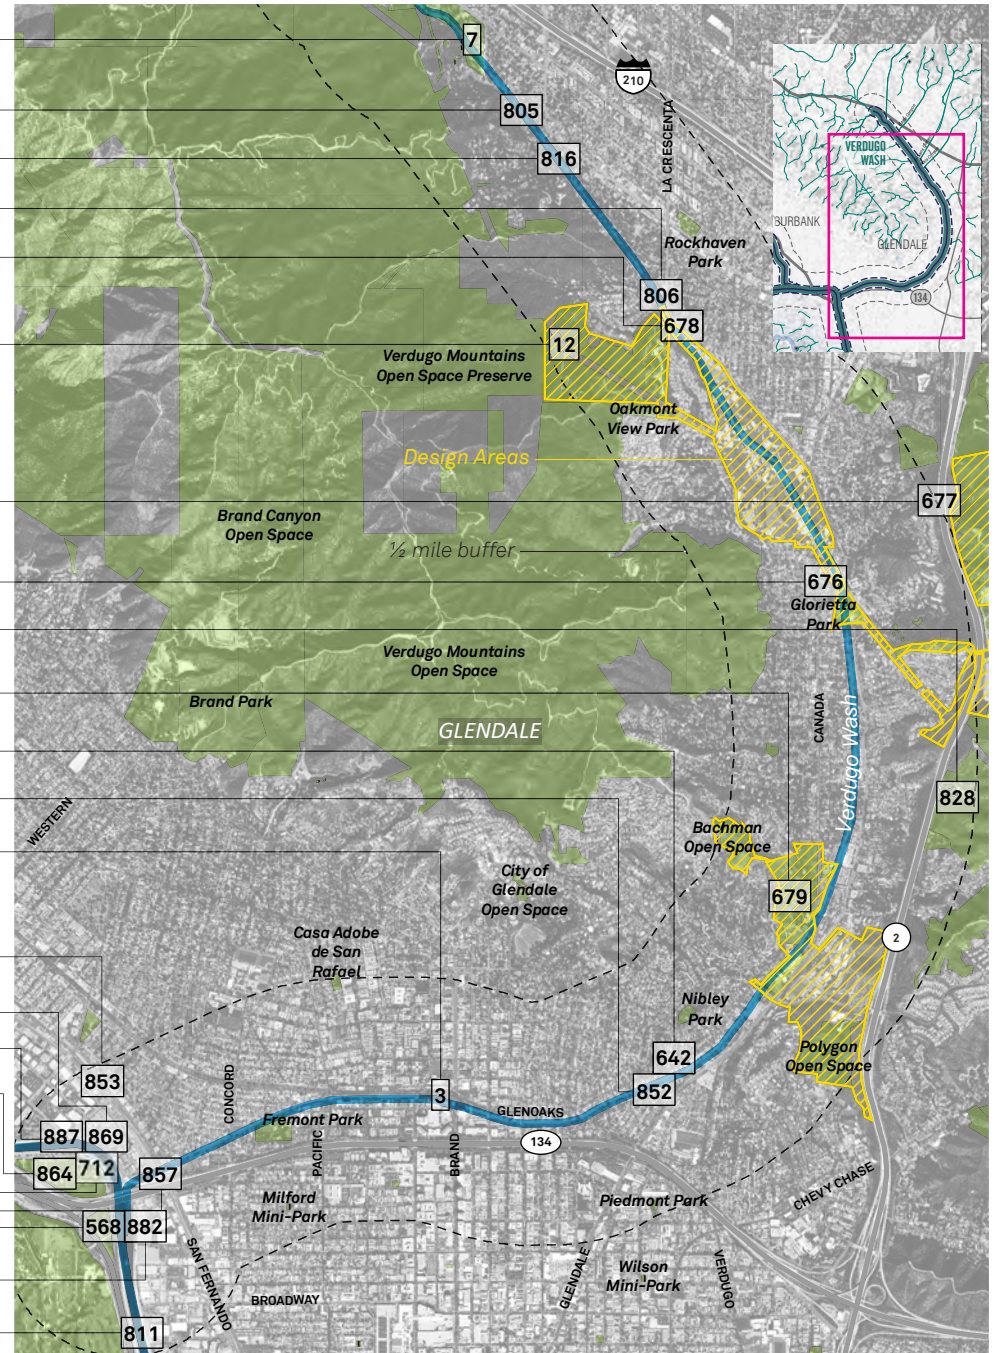 7
210
805
LA CRESCENTA
816
VERDUGO
WASH
BURBANK
GLENDALE
134
Rockhaven
Park
806
678
12
Verdugo Mountains
Open Space Preserve
Oakmont
View Park
Design Areas
677
Brand Canyon
Open Space
½ mile buffer
676
Glorietta
Park
Verdugo Mountains
Open Space
Brand Park
CANADA
GLENDALE
Verdugo Wash
828
WESTERN
Bachman
Open Space
City of
Glendale
Open Space
679
Casa Adobe
de San
Rafael
2
Nibley
Park
Polygon
Open Space
642
853
852
CONCORD
3
GLENOAKS
Fremont Park
887
869
134
PACIFIC
BRAND
864
712
857
CHEVY CHASE
Milford
Mini-Park
Piedmont Park
568
882
SAN FERNANDO
GLENDALE
Wilson
Mini-Park
VERDUGO
BROADWAY
811